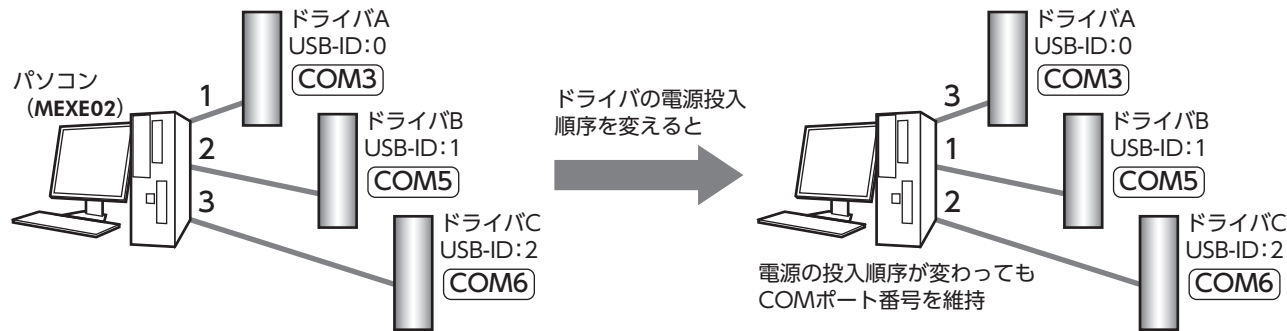 ドライバA
USB-ID：0
COM3
パソコン
（MEXE02）
1
2
3
ドライバB
USB-ID：1
COM5
ドライバC
USB-ID：2
COM6
ドライバの電源投入
順序を変えると
ドライバA
USB-ID：0
COM3
3
1
2
ドライバB
USB-ID：1
COM5
ドライバC
USB-ID：2
COM6
電源の投入順序が変わっても
COMポート番号を維持